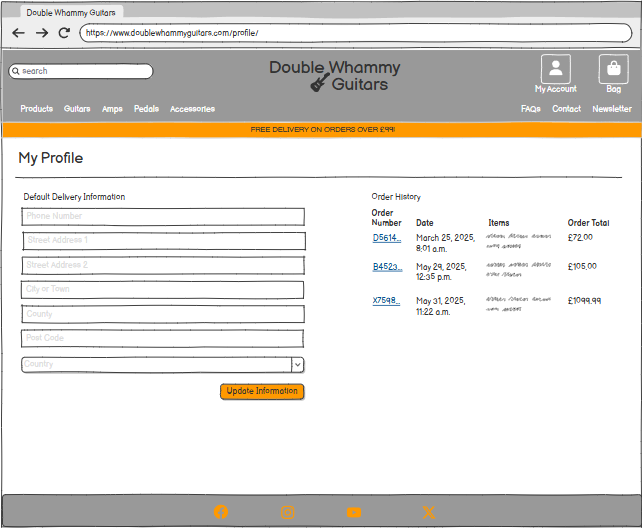 Double Whammy Guitars
https://www.doublewhammyguitars.com/profile/
search
Double Whammy
Guitars
My Account
Bag
Products Guitars Amps Pedals Accessories
FAQs Contact Newsletter
FREE DELIVERY ON ORDERS OVER £99!
My Profile
Default Delivery Information
Phone Number
Street Address 1
Street Address 2
City or Town
County
Post Code
Country
Update Information
Order History
Order
Number Date Items Order Total
D5614... March 25, 2025, £72.00
8:01 a.m.
B4523... May 29, 2025, £105.00
12:35 p.m.
X7598... May 31, 2025, £1099.99
11:22 a.m.